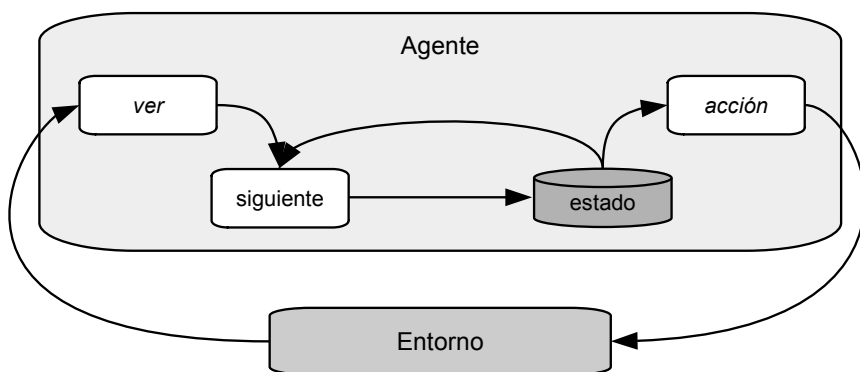 Agente
ver
acción
siguiente
estado
Entorno